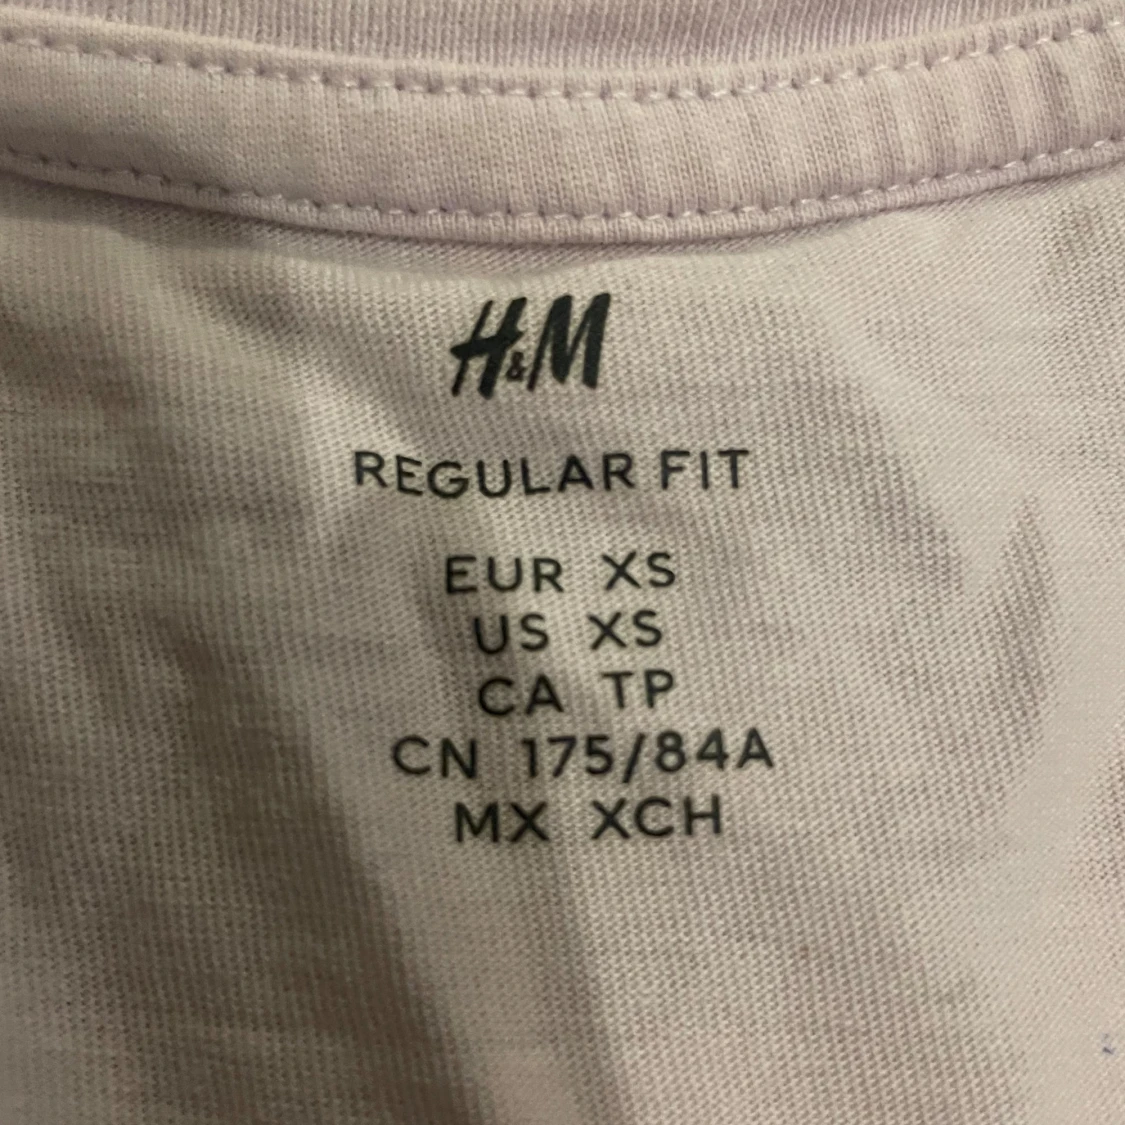 H&M
REGULAR FIT
EUR XS
US XS
CA TP
CN 175/84A
MX XCH